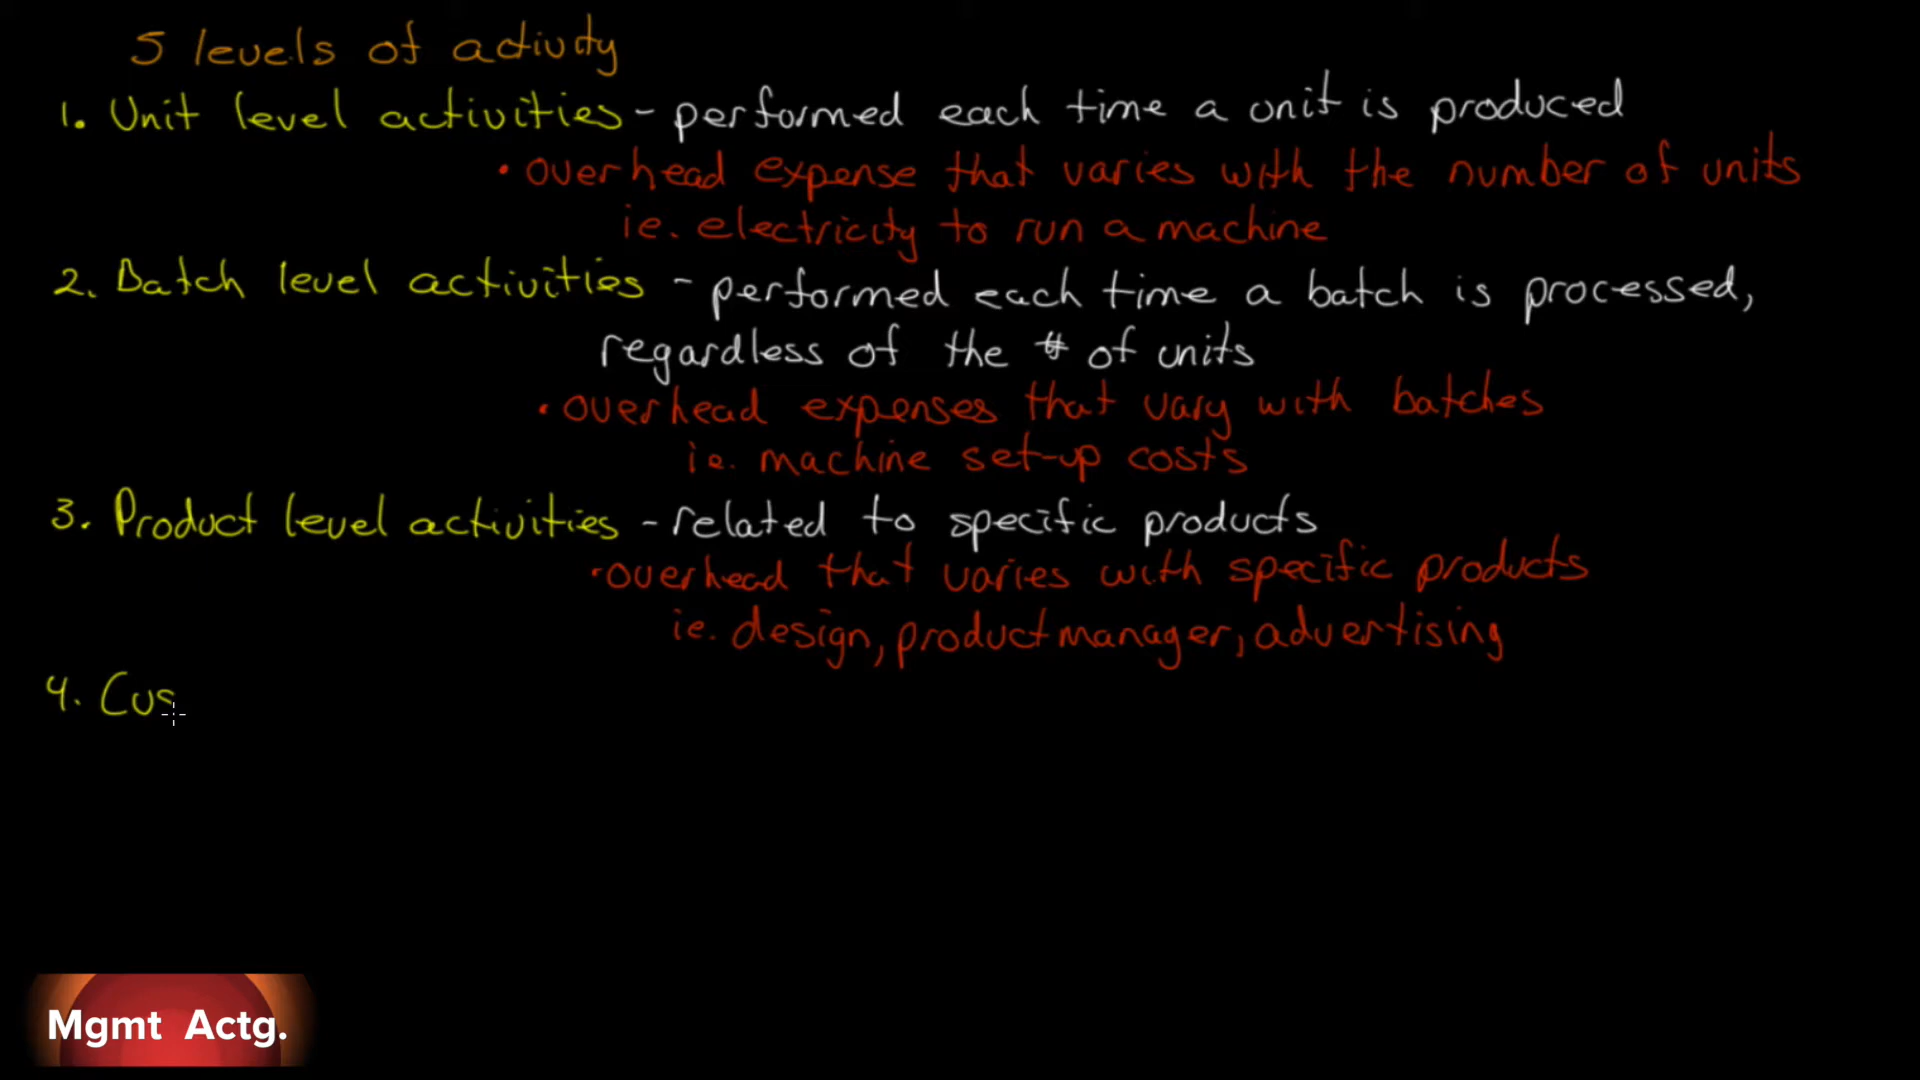 5 levels of activity
1. Unit level activities - performed each time a unit is produced
• overhead expense that varies with the number of units
ie. electricity to run a machine
2. Batch level activities - performed each time a batch is processed,
regardless of the # of units
• overhead expenses that vary with batches
ie. machine set-up costs
3. Product level activities - related to specific products
• overhead that varies with specific products
ie. design, product manager, advertising
4. Cus
Mgmt Actg.